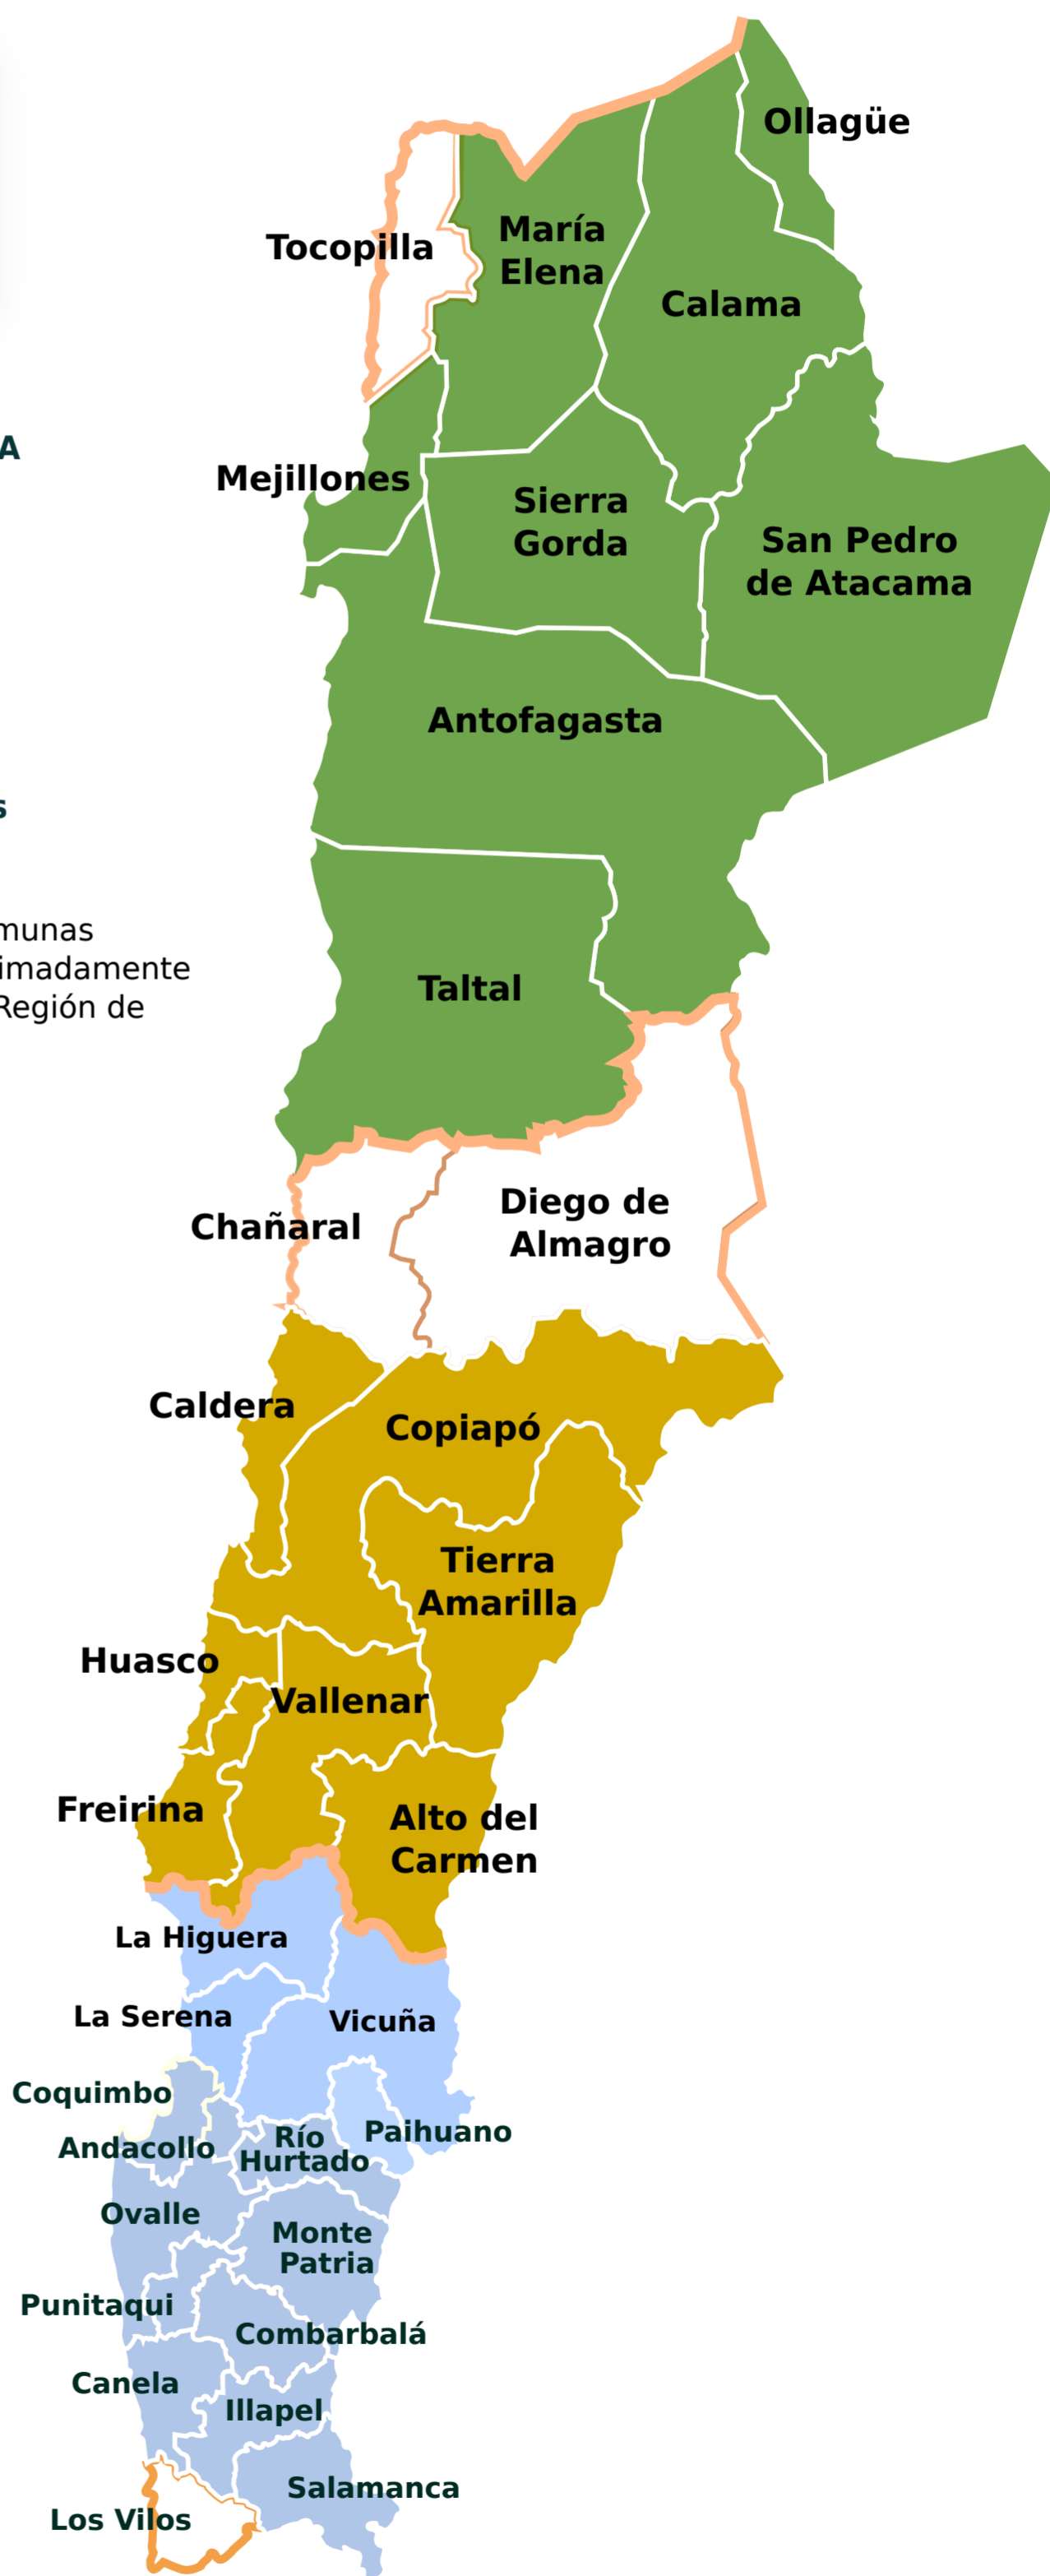 Ollagüe
María
Elena
Tocopilla
Calama
A
Mejillones
Sierra
Gorda
San Pedro
de Atacama
Antofagasta
s
munas
imadamente
Región de
Taltal
Diego de
Almagro
Chañaral
Caldera
Copiapó
Tierra
Amarilla
Huasco
Vallenar
Freirina
Alto del
Carmen
La Higuera
La Serena
Vicuña
Coquimbo
Paihuano
Río
Hurtado
Andacollo
Ovalle
Monte
Patria
Punitaqui
Combarbalá
Canela
Illapel
Salamanca
Los Vilos